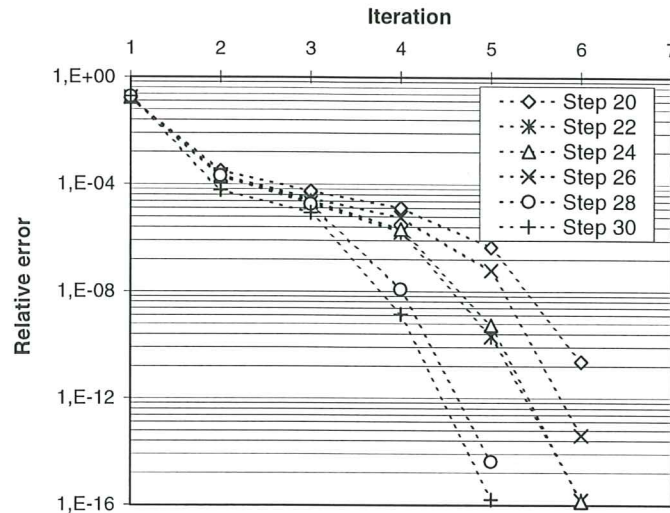 Iteration
1 2 3 4 5 6 7
1,E+00
1,E-04
1,E-08
1,E-12
1,E-16
Relative error
Step 20
Step 22
Step 24
Step 26
Step 28
Step 30